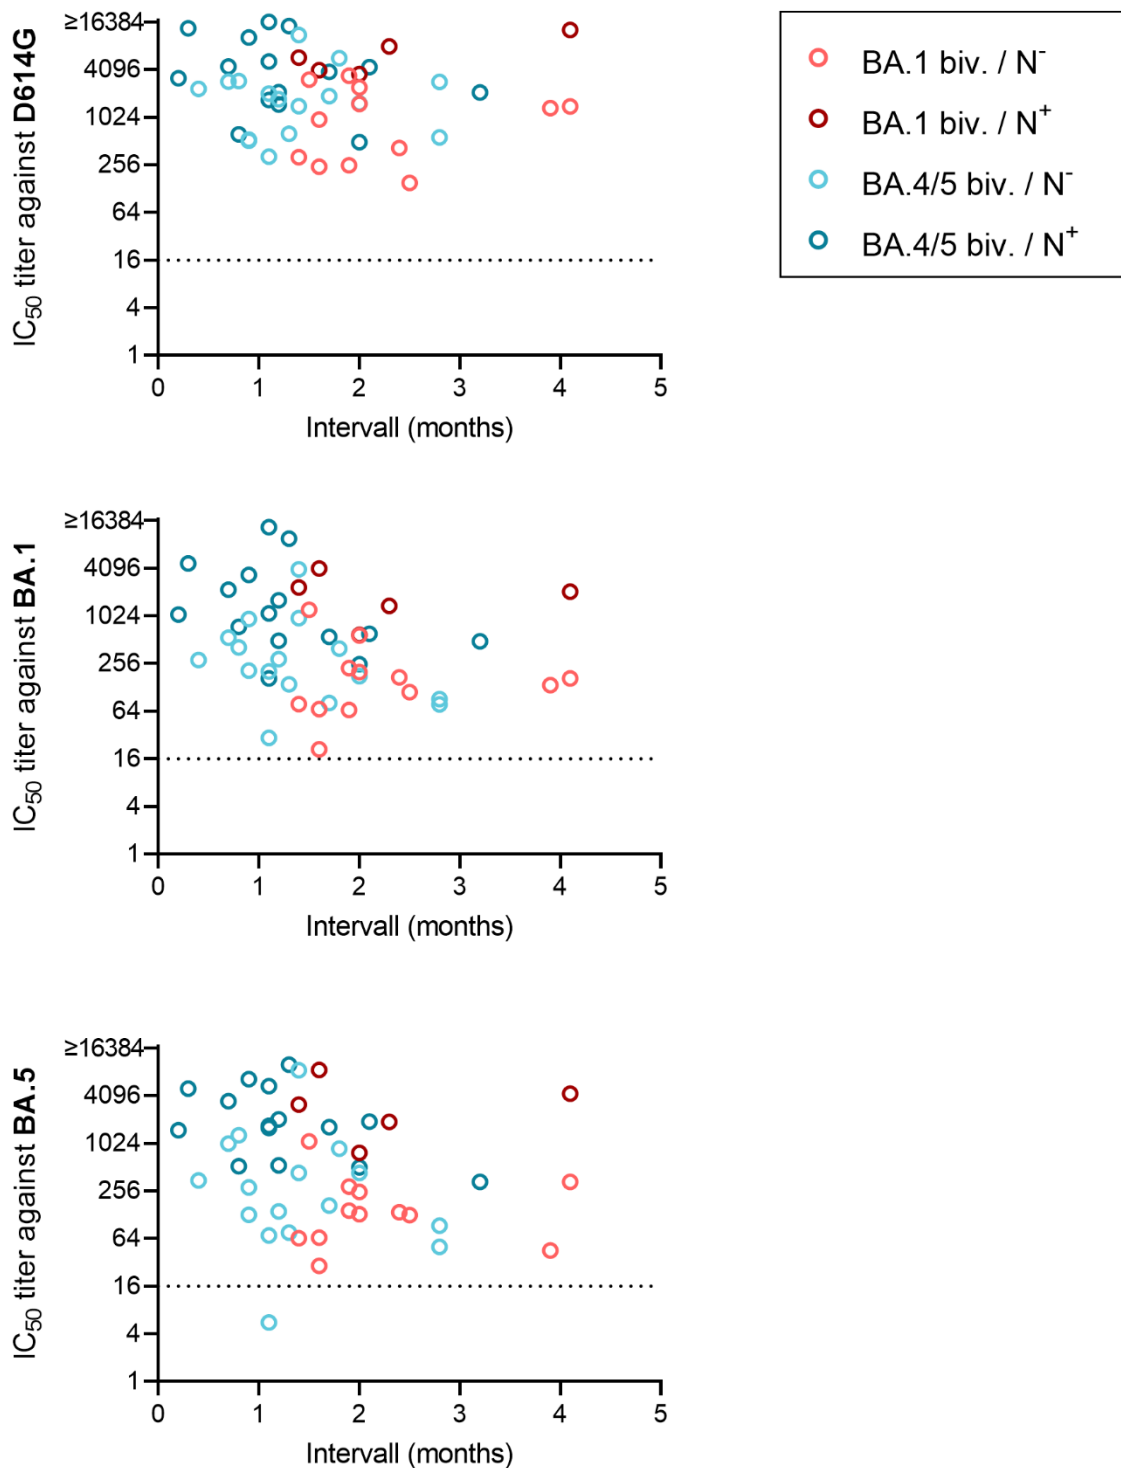 IC50 titer against D614G
≥16384
4096
1024
256
64
16
4
1
0 1 2 3 4 5
Intervall (months)
BA.1 biv. / N-
BA.1 biv. / N+
BA.4/5 biv. / N-
BA.4/5 biv. / N+
IC50 titer against BA.1
≥16384
4096
1024
256
64
16
4
1
0 1 2 3 4 5
Intervall (months)
IC50 titer against BA.5
≥16384
4096
1024
256
64
16
4
1
0 1 2 3 4 5
Intervall (months)